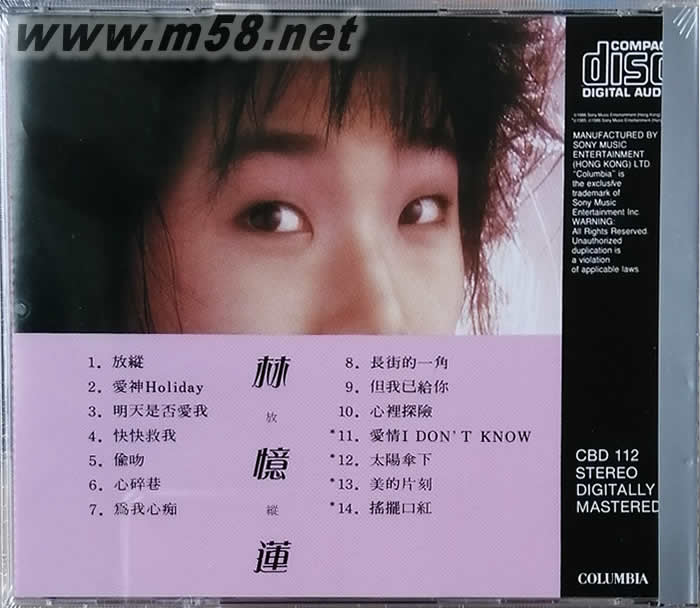 www.m58.net
COMPAC
disc
DIGITAL AUD
MANUFACTURED BY
SONY MUSIC
ENTERTAINMENT
(HONG KONG) LTD.
"Columbia" is
the exclusive
trademark of
Sony Music
Entertainment Inc.
WARNING:
All Rights Reserved.
Unauthorized
duplication is
a violation
of applicable laws
1. 放縱
2. 愛神Holiday
3. 明天是否愛我
4. 快快救我
5. 偷吻
6. 心碎巷
7. 爲我心痴
林
放
憶
縱
蓮
8. 長街的一角
9. 但我已給你
10. 心裡探險
*11. 愛情I DON'T KNOW
*12. 太陽傘下
*13. 美的片刻
*14. 搖擺口紅
CBD 112
STEREO
DIGITALLY
MASTERED
COLUMBIA